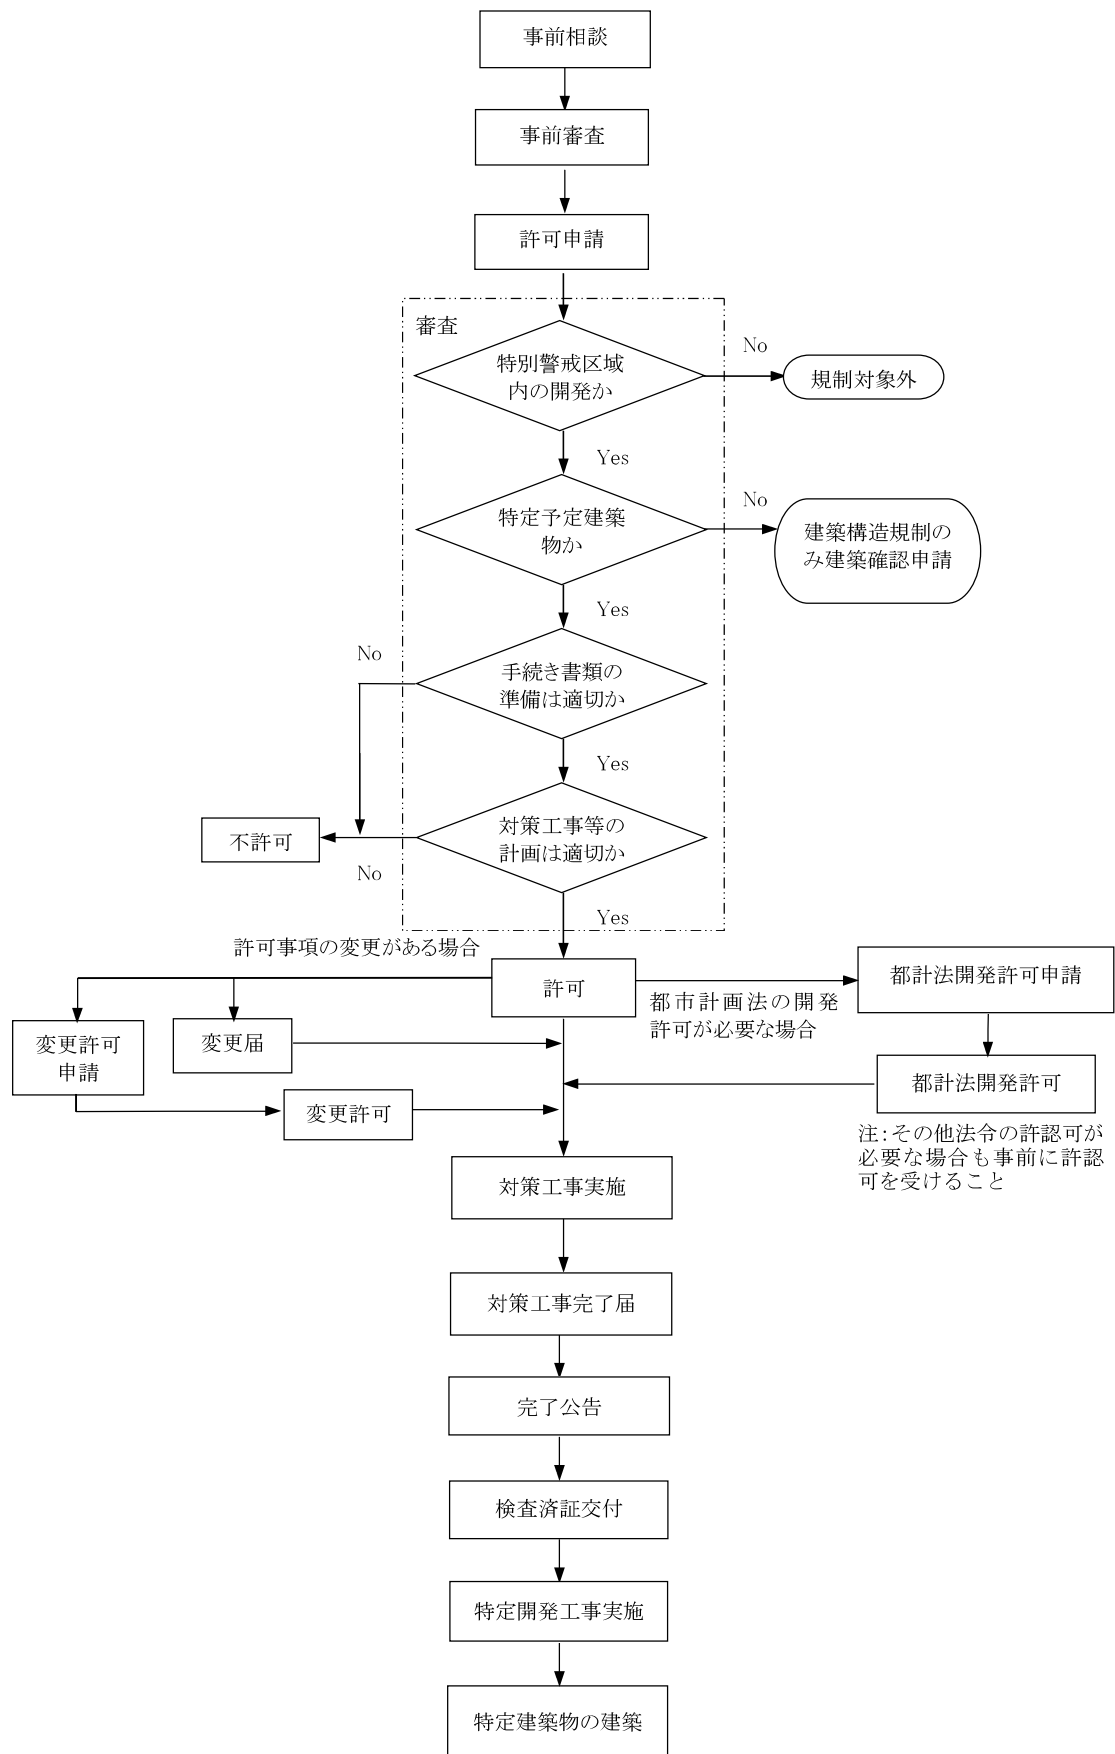 事前相談
事前審査
許可申請
審査
特別警戒区域
内の開発か
No
規制対象外
Yes
特定予定建築
物か
No
建築構造規制の
み建築確認申請
Yes
手続き書類の
準備は適切か
No
Yes
対策工事等の
計画は適切か
不許可
No
Yes
許可事項の変更がある場合
許可
都市計画法の開発
許可が必要な場合
都計法開発許可申請
変更許可
申請
変更届
都計法開発許可
変更許可
注:その他法令の許認可が
必要な場合も事前に許認
可を受けること
対策工事実施
対策工事完了届
完了公告
検査済証交付
特定開発工事実施
特定建築物の建築